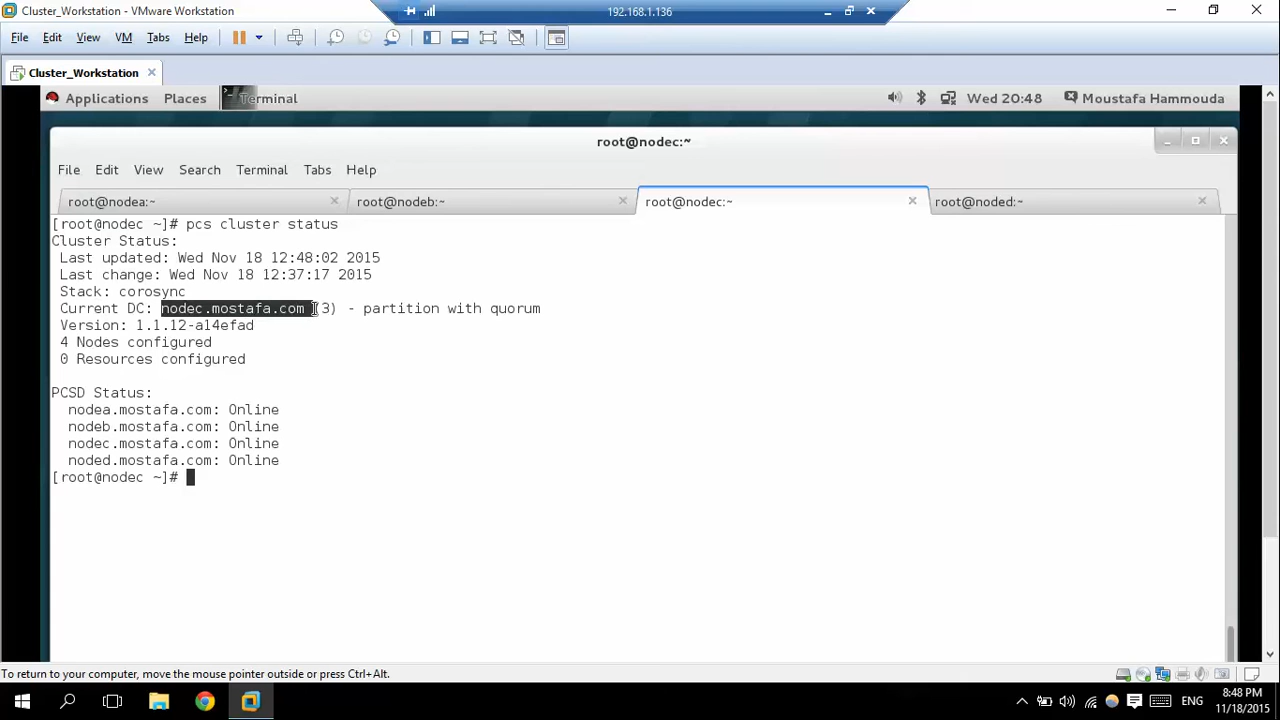 Cluster_Workstation - VMware Workstation
192.168.1.136
File Edit View VM Tabs Help
Cluster_Workstation
Applications Places Terminal Wed 20:48 Moustafa Hammouda
root@nodec:~
File Edit View Search Terminal Tabs Help
root@nodea:~ root@nodeb:~ root@nodec:~ root@noded:~
[root@nodec ~]# pcs cluster status
Cluster Status:
Last updated: Wed Nov 18 12:48:02 2015
Last change: Wed Nov 18 12:37:17 2015
Stack: corosync
Current DC: nodec.mostafa.com (3) - partition with quorum
Version: 1.1.12-a14efad
4 Nodes configured
0 Resources configured
PCSD Status:
nodea.mostafa.com: Online
nodeb.mostafa.com: Online
nodec.mostafa.com: Online
noded.mostafa.com: Online
[root@nodec ~]#
To return to your computer, move the mouse pointer outside or press Ctrl+Alt.
ENG
8:48 PM
11/18/2015